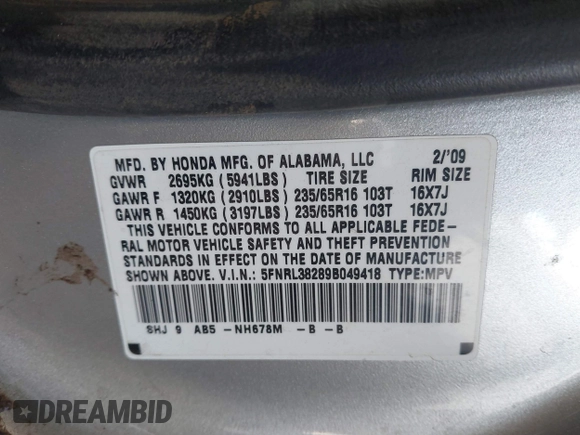 MFD. BY HONDA MFG. OF ALABAMA, LLC 2/'09
GVWR 2695KG (5941LBS) TIRE SIZE RIM SIZE
GAWR F 1320KG (2910LBS) 235/65R16 103T 16X7J
GAWR R 1450KG (3197LBS) 235/65R16 103T 16X7J
THIS VEHICLE CONFORMS TO ALL APPLICABLE FEDE-
RAL MOTOR VEHICLE SAFETY AND THEFT PREVENTION
STANDARDS IN EFFECT ON THE DATE OF MANUFACTURE
SHOWN ABOVE. V.I.N.: 5FNRL38289B049418 TYPE:MPV
SHJ 9 AB5 -NH678M -B -B
DREAMBID